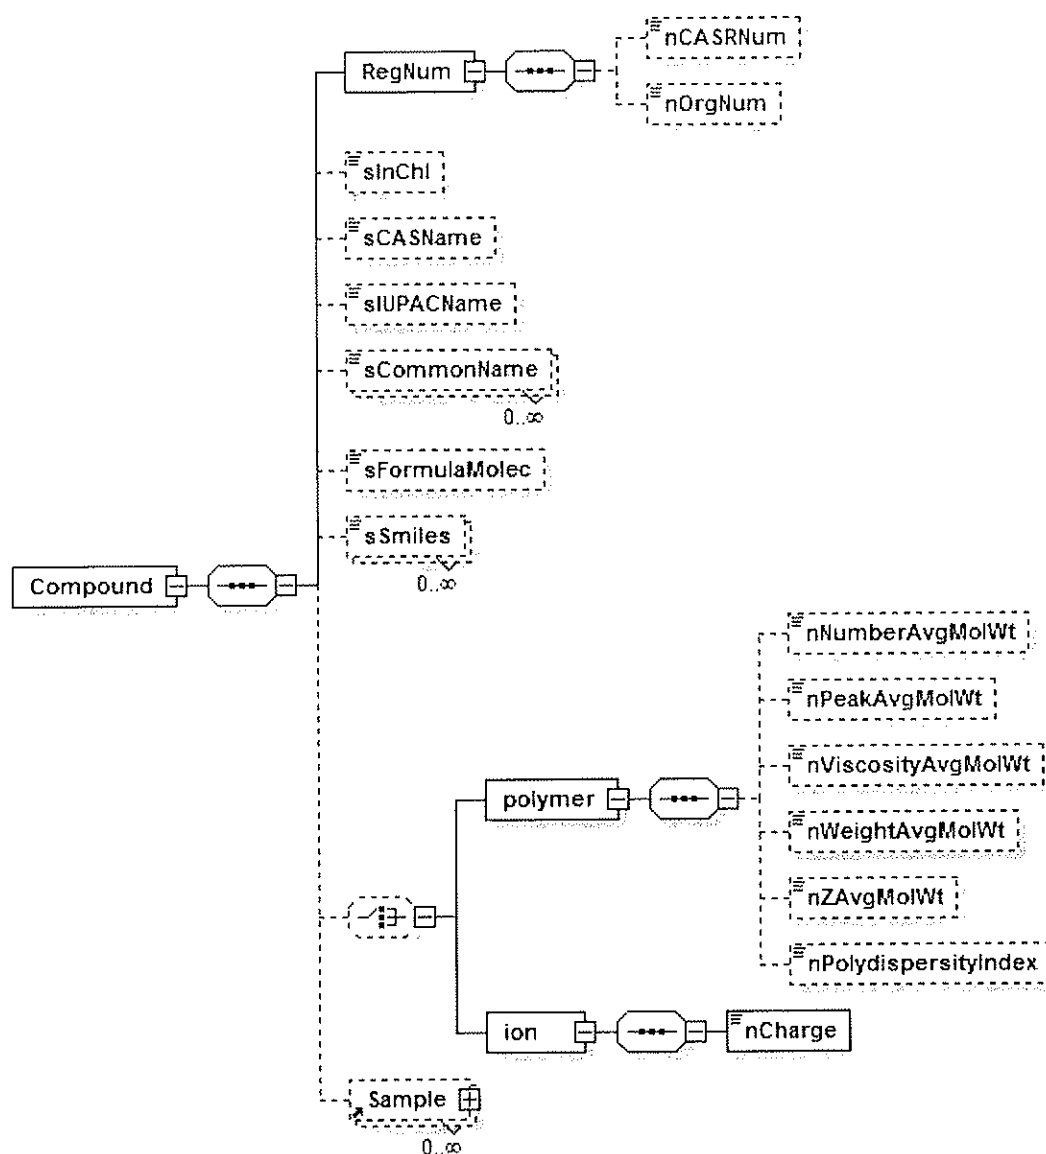 nCASRNum
RegNum
nOrgNum
sInChI
sCASName
sIUPACName
sCommonName
0..∞
sFormulaMolec
sSmiles
0..∞
Compound
nNumberAvgMolWt
nPeakAvgMolWt
nViscosityAvgMolWt
polymer
nWeightAvgMolWt
nZAvgMolWt
nPolydispersityIndex
ion
nCharge
Sample
0..∞